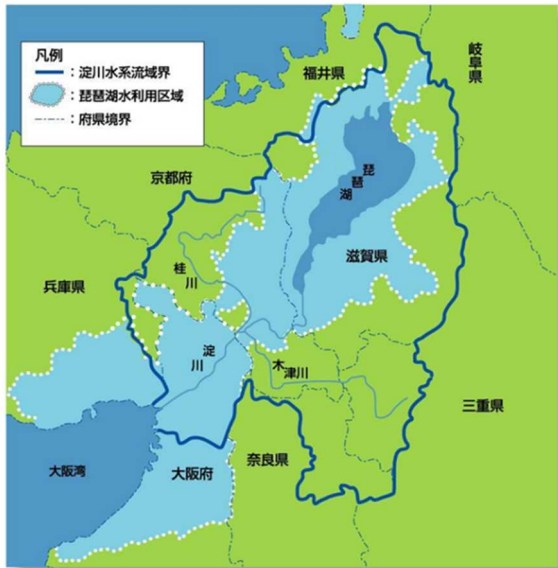 凡例
：淀川水系流域界
：琵琶湖水利用区域
：府県境界
福井県
岐阜県
京都府
琵琶湖
兵庫県
桂川
滋賀県
淀川
木津川
三重県
大阪湾
大阪府
奈良県